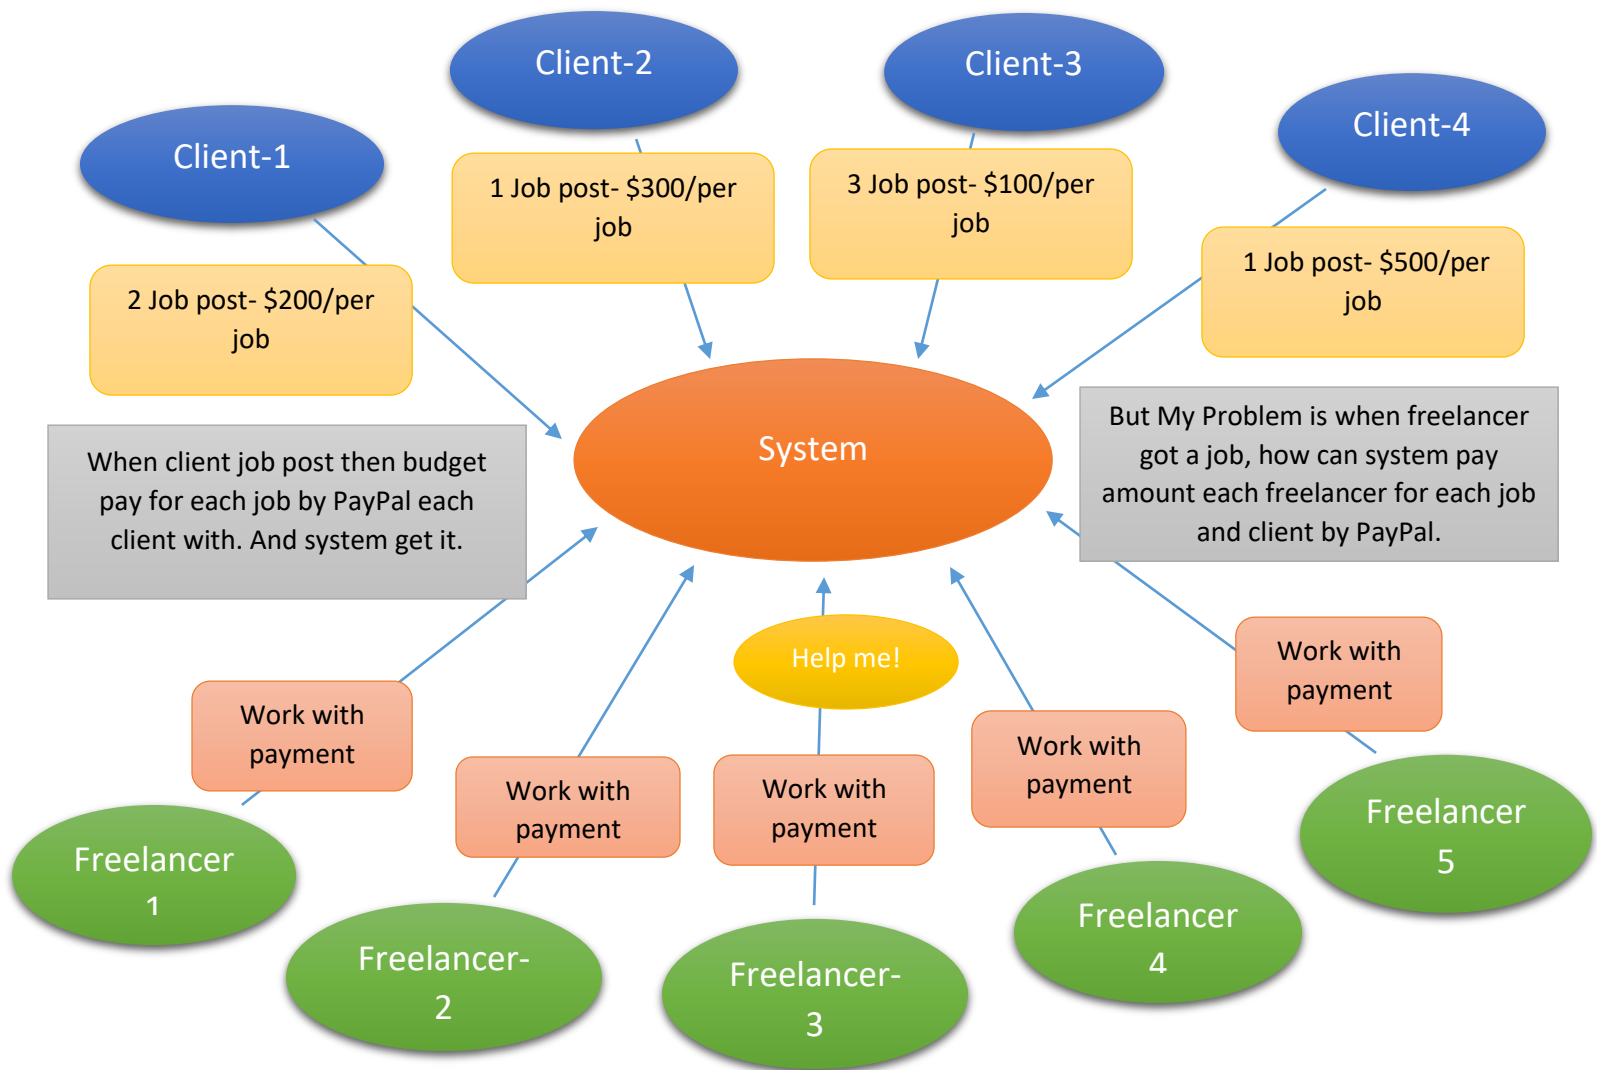 Client-1
Client-2
Client-3
Client-4
2 Job post- $200/per
job
1 Job post- $300/per
job
3 Job post- $100/per
job
1 Job post- $500/per
job
System
When client job post then budget
pay for each job by PayPal each
client with. And system get it.
But My Problem is when freelancer
got a job, how can system pay
amount each freelancer for each job
and client by PayPal.
Help me!
Work with
payment
Work with
payment
Work with
payment
Work with
payment
Work with
payment
Freelancer
1
Freelancer-
2
Freelancer-
3
Freelancer
4
Freelancer
5